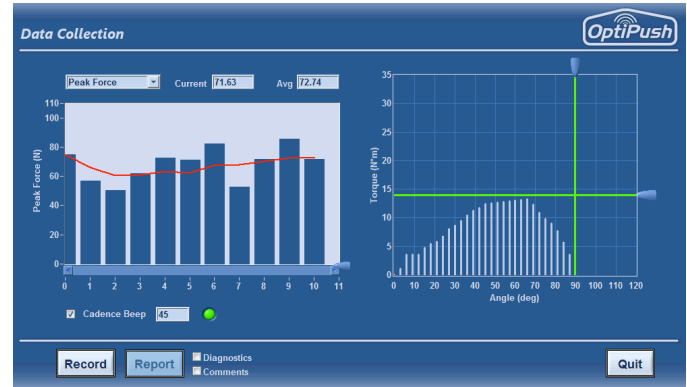 Data Collection
OptiPush
Peak Force
Current 71.63
Avg 72.74
110
100
80
60
40
20
0
Peak Force (N)
0 1 2 3 4 5 6 7 8 9 10 11
Cadence Beep 45
35
30
25
20
15
10
5
0
Torque (N*m)
0 10 20 30 40 50 60 70 80 90 100 110 120
Angle (deg)
Record
Report
Diagnostics
Comments
Quit